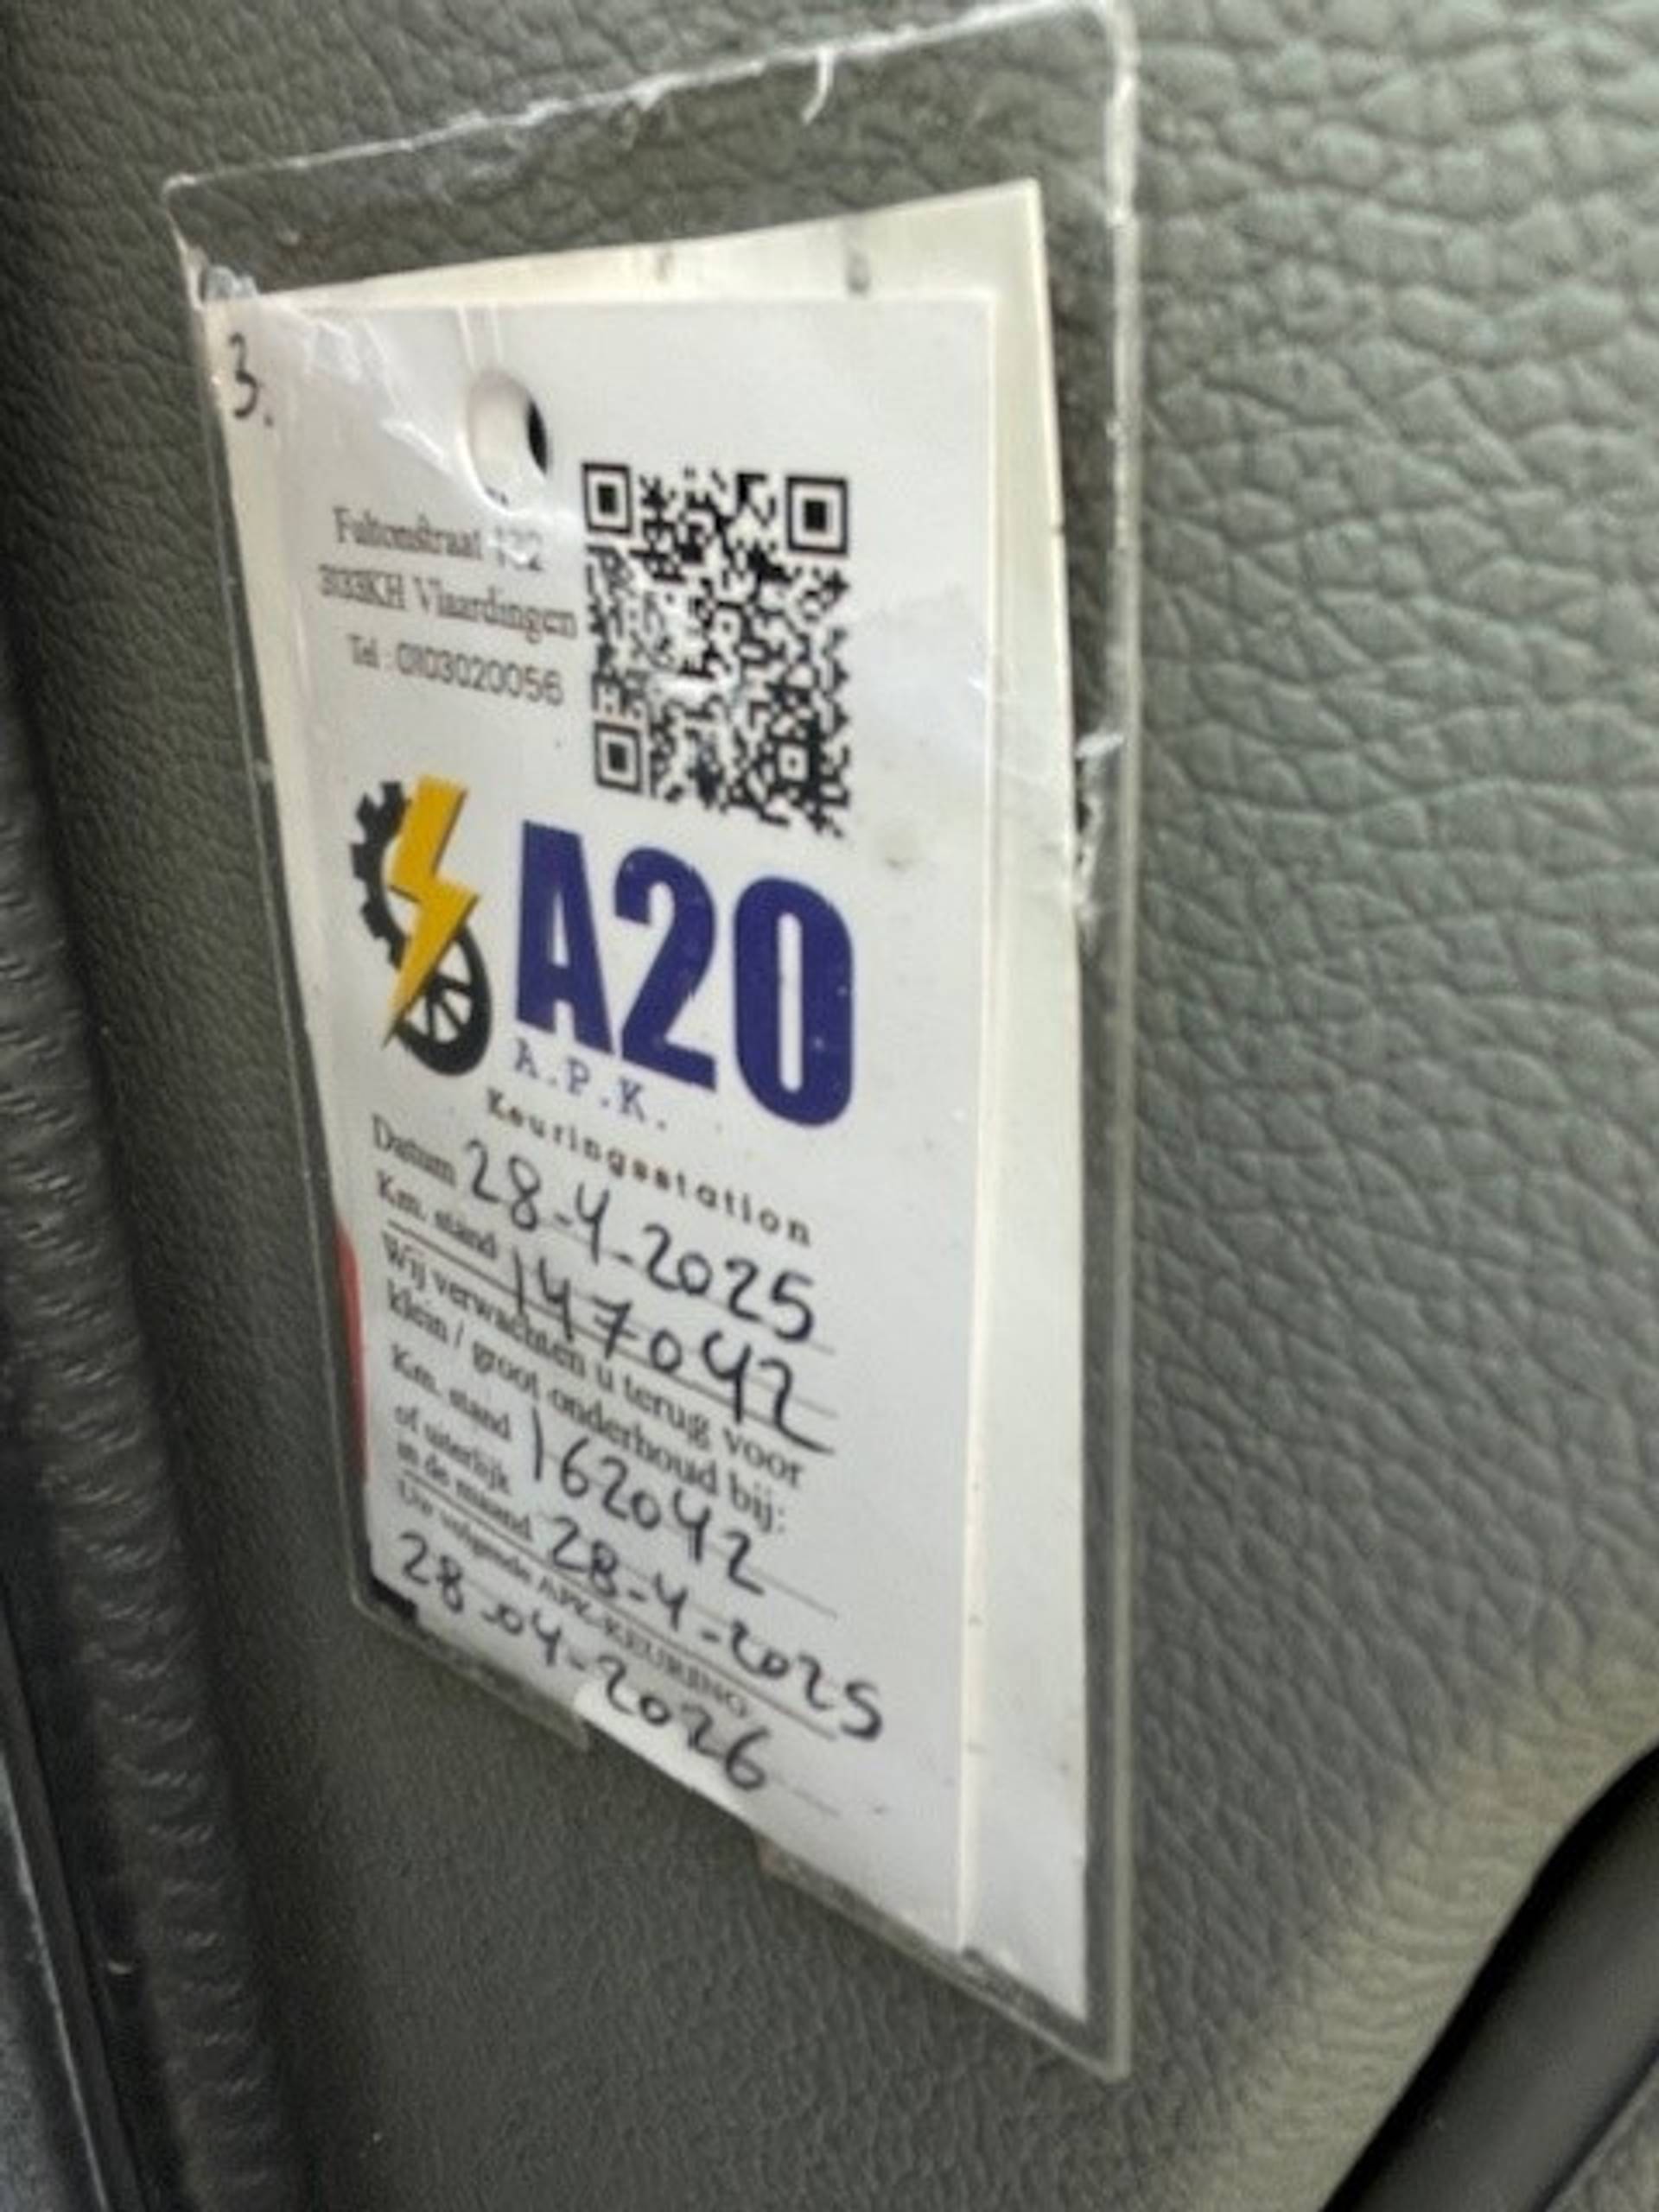 3.
Fultonstraat 132
3133KH Vlaardingen
Tel : 0103020056
A20
A.P.K.
Keuringsstation
Datum 28-4-2025
Km. stand 147042
Wij verwachten u terug voor
klein / groot onderhoud bij:
Km. stand 162042
of uiterlijk
in de maand 28-4-2025
Uw volgende APK-KEURING
28-04-2026